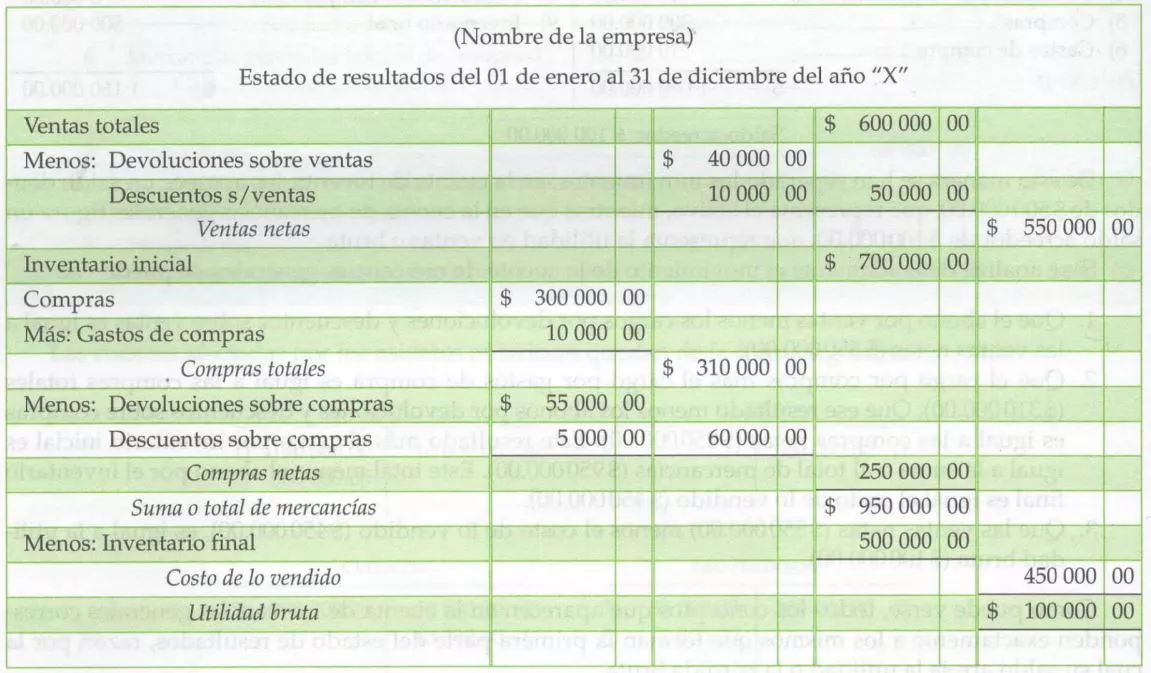 (Nombre de la empresa)
Estado de resultados del 01 de enero al 31 de diciembre del año "X"
Ventas totales $ 600 000 00
Menos: Devoluciones sobre ventas $ 40 000 00
Descuentos s/ventas 10 000 00 50 000 00
Ventas netas $ 550 000 00
Inventario inicial $ 700 000 00
Compras $ 300 000 00
Más: Gastos de compras 10 000 00
Compras totales $ 310 000 00
Menos: Devoluciones sobre compras $ 55 000 00
Descuentos sobre compras 5 000 00 60 000 00
Compras netas 250 000 00
Suma o total de mercancías $ 950 000 00
Menos: Inventario final 500 000 00
Costo de lo vendido 450 000 00
Utilidad bruta $ 100 000 00